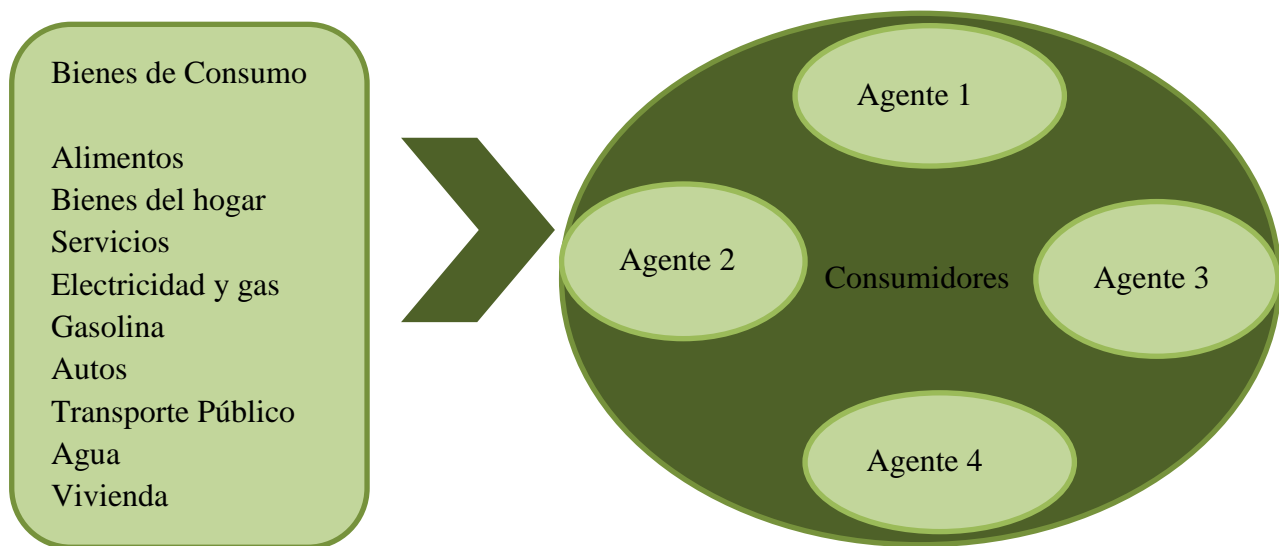 Bienes de Consumo
Alimentos
Bienes del hogar
Servicios
Electricidad y gas
Gasolina
Autos
Transporte Público
Agua
Vivienda
Agente 1
Agente 2
Consumidores
Agente 3
Agente 4